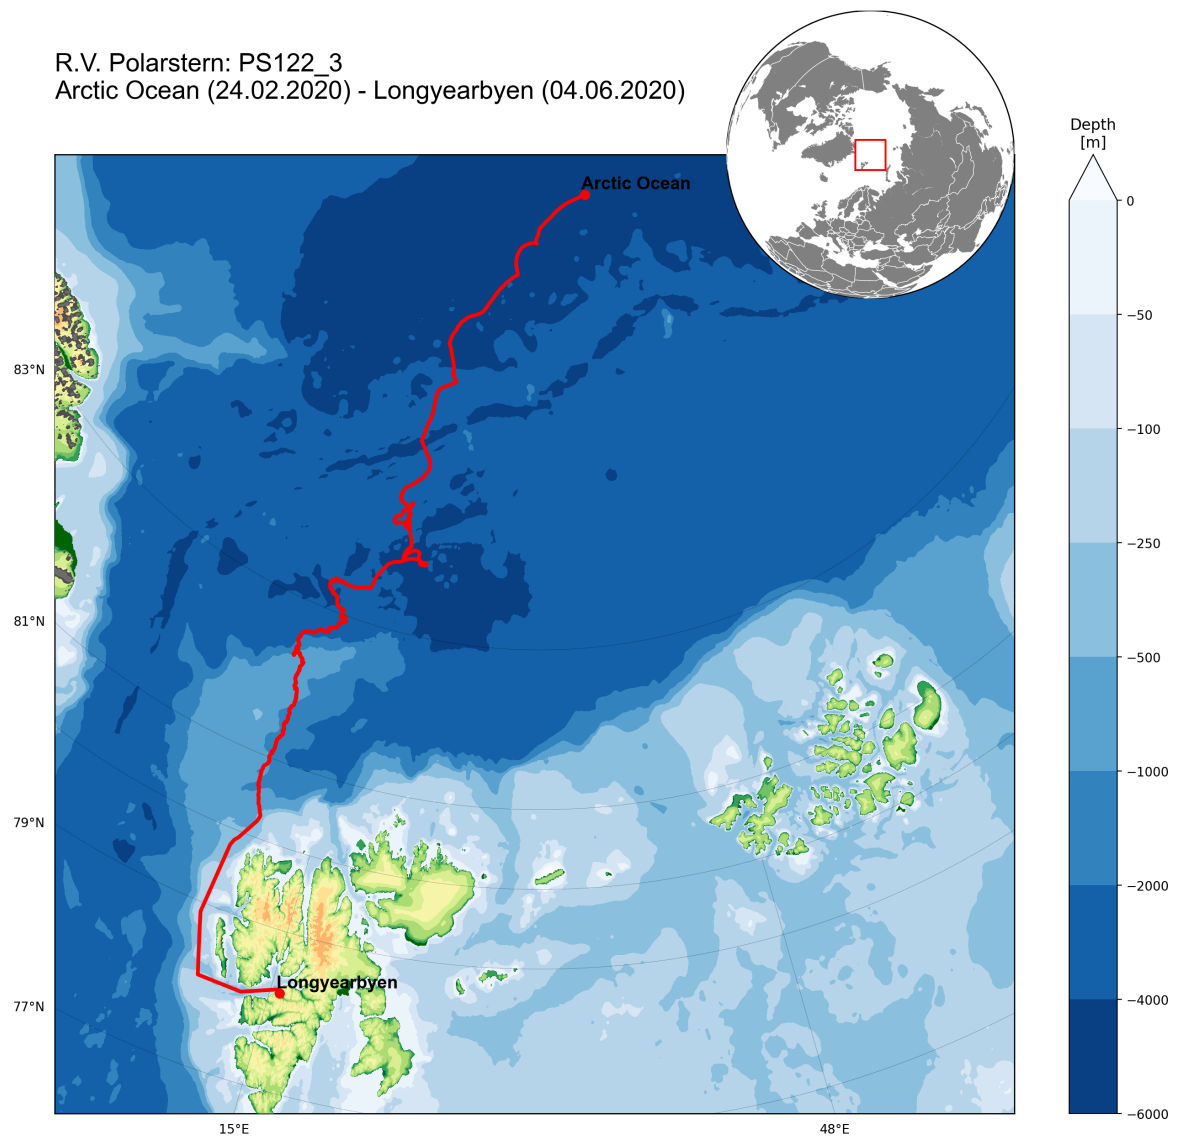 R.V. Polarstern: PS122_3
Arctic Ocean (24.02.2020) - Longyearbyen (04.06.2020)
Depth
[m]
Arctic Ocean
0
−50
−100
−250
−500
−1000
−2000
−4000
−6000
83°N
81°N
79°N
77°N
Longyearbyen
15°E
48°E